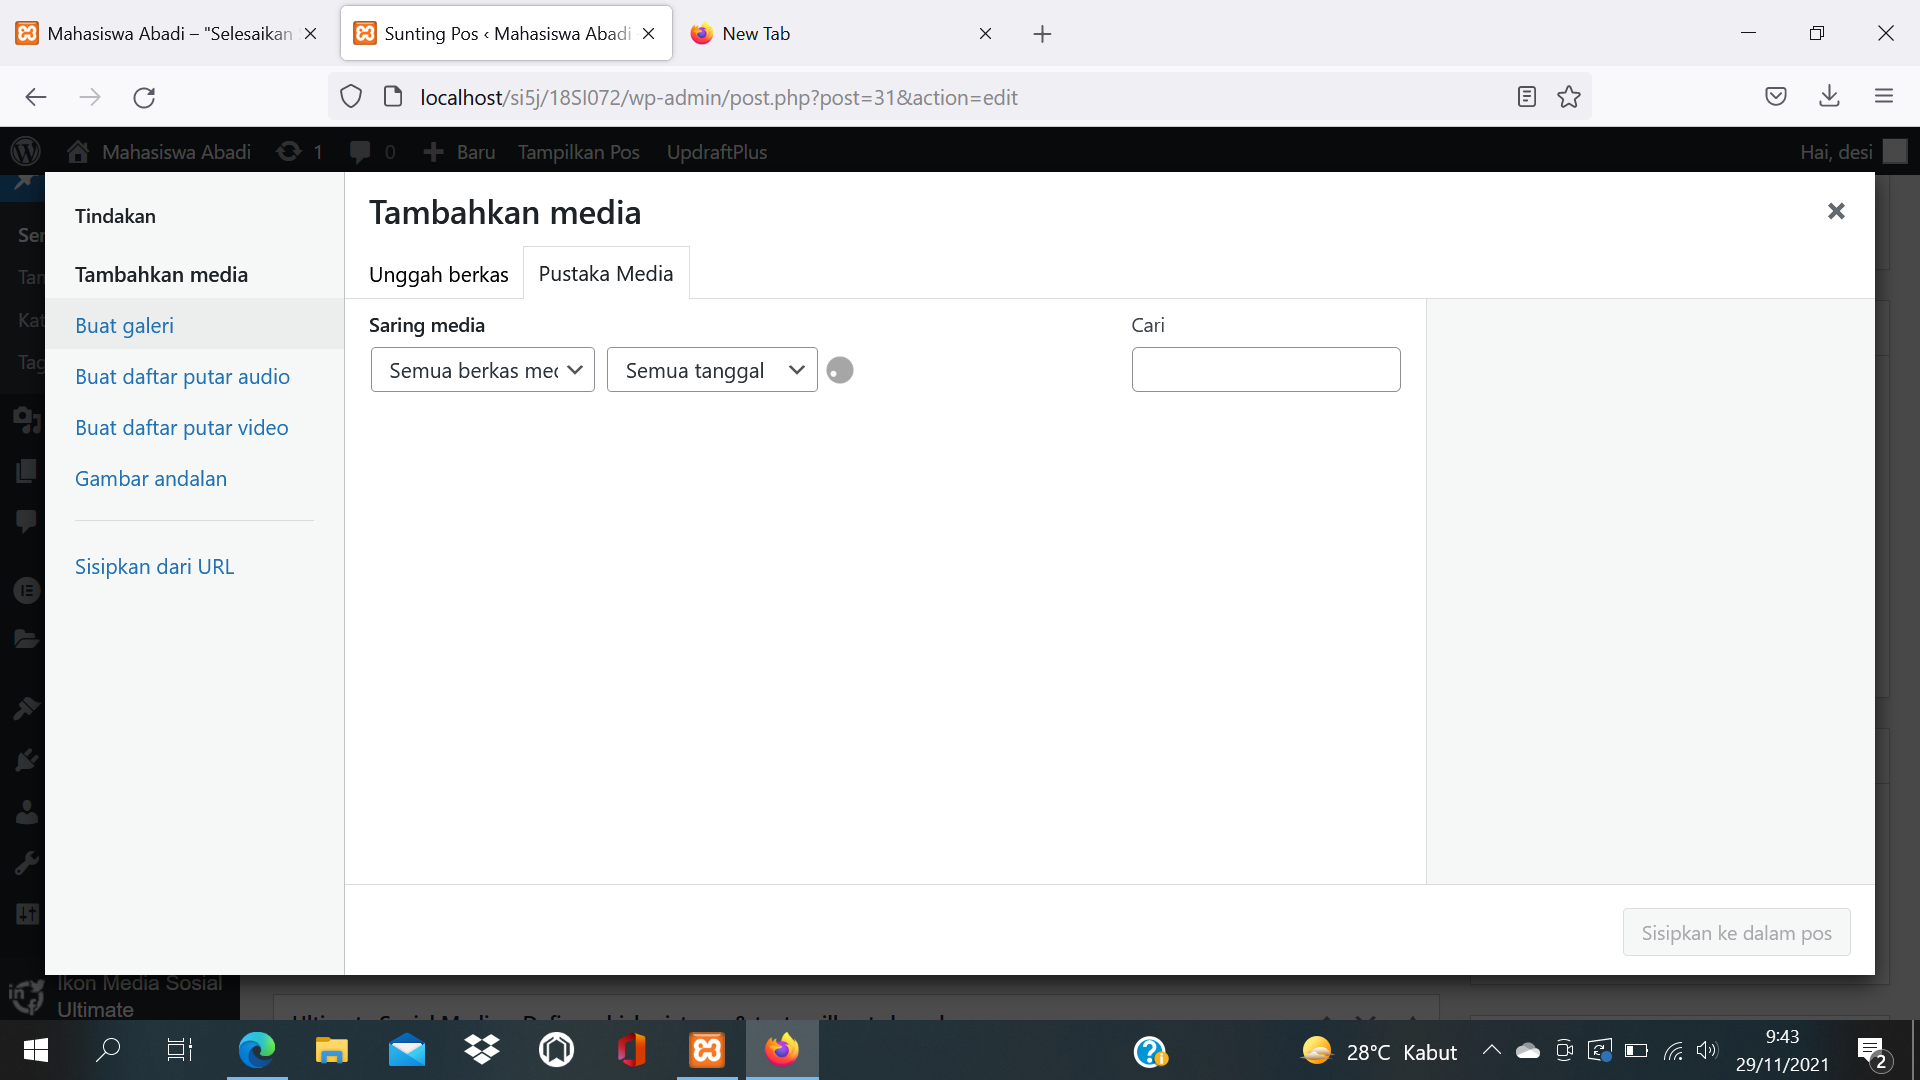 Mahasiswa Abadi – "Selesaikan
Sunting Pos ‹ Mahasiswa Abadi
New Tab
localhost/si5j/18SI072/wp-admin/post.php?post=31&action=edit
Mahasiswa Abadi
1
0
Baru
Tampilkan Pos
UpdraftPlus
Hai, desi
Tindakan
Tambahkan media
Buat galeri
Buat daftar putar audio
Buat daftar putar video
Gambar andalan
Sisipkan dari URL
Tambahkan media
Unggah berkas
Pustaka Media
Saring media
Semua berkas mec
Semua tanggal
Cari
Sisipkan ke dalam pos
Ikon Media Sosial
Ultimate
28°C Kabut
9:43
29/11/2021
2